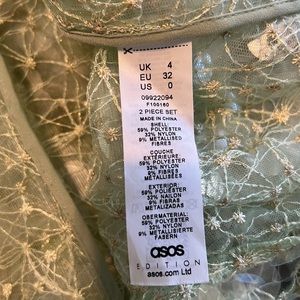 UK 4
EU 32
US 0
09922094
F100160
2 PIECE SET
MADE IN CHINA
SHELL:
59% POLYESTER
32% NYLON
9% METALLISED
FIBRES
COUCHE
EXTÉRIEURE:
59% POLYESTER
32% NYLON
9% FIBRES
MÉTALLISÉES
EXTERIOR:
59% POLIÉSTER
32% NAILON
9% FIBRAS
METALIZADAS
OBERMATERIAL:
59% POLYESTER
32% NYLON
9% METALLISIERTE
FASERN
asos
EDITION
asos.com Ltd